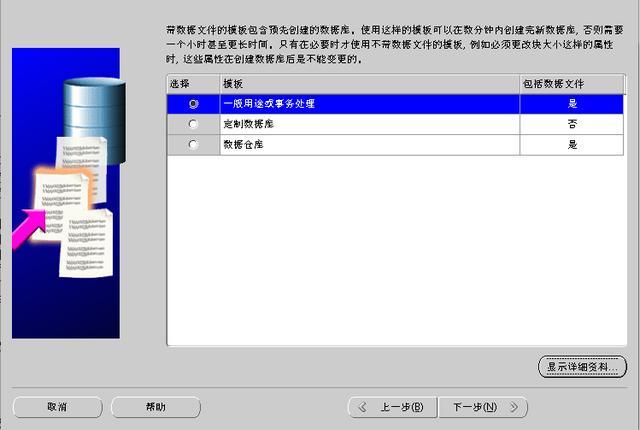 带数据文件的模板包含预先创建的数据库。使用这样的模板可以在数分钟内创建完新数据库, 否则需要
一个小时甚至更长时间。只有在必要时才使用不带数据文件的模板, 例如必须更改块大小这样的属性
时, 这些属性在创建数据库后是不能变更的。
选择 模板 包括数据文件
一般用途或事务处理 是
定制数据库 否
数据仓库 是
显示详细资料...
取消 帮助 上一步(B) 下一步(N)